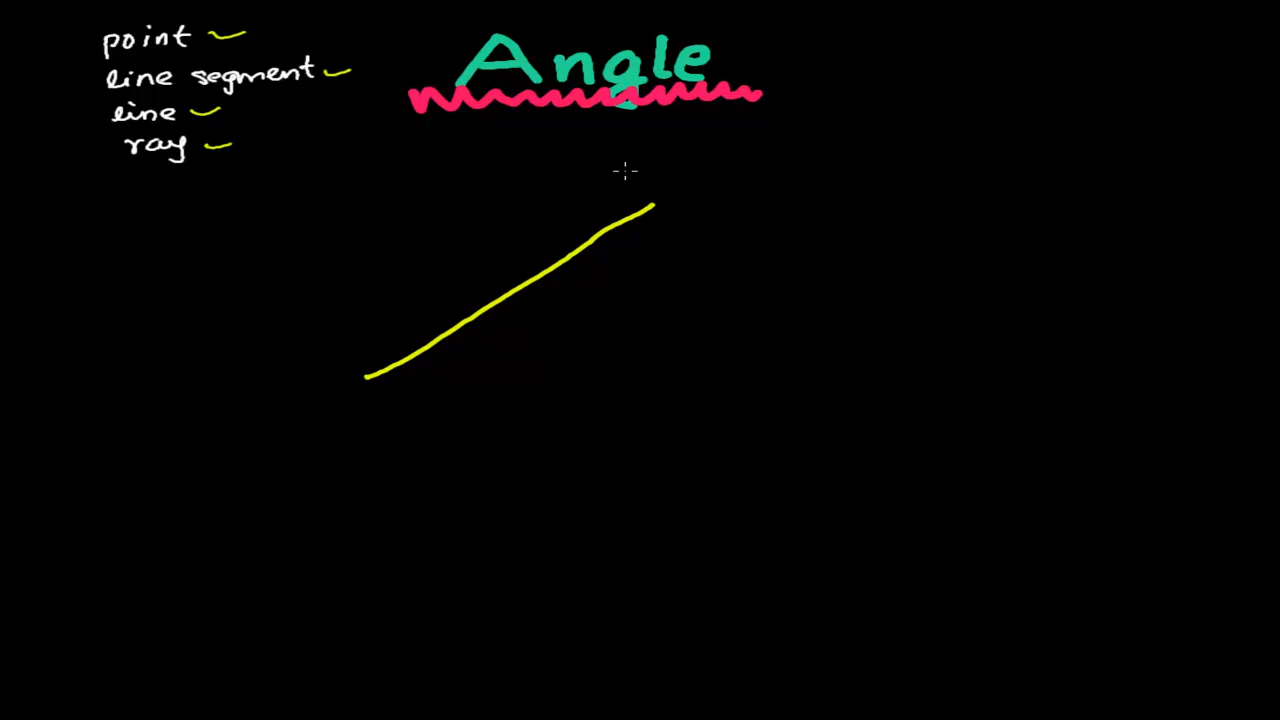 point
line segment
line
ray
Angle